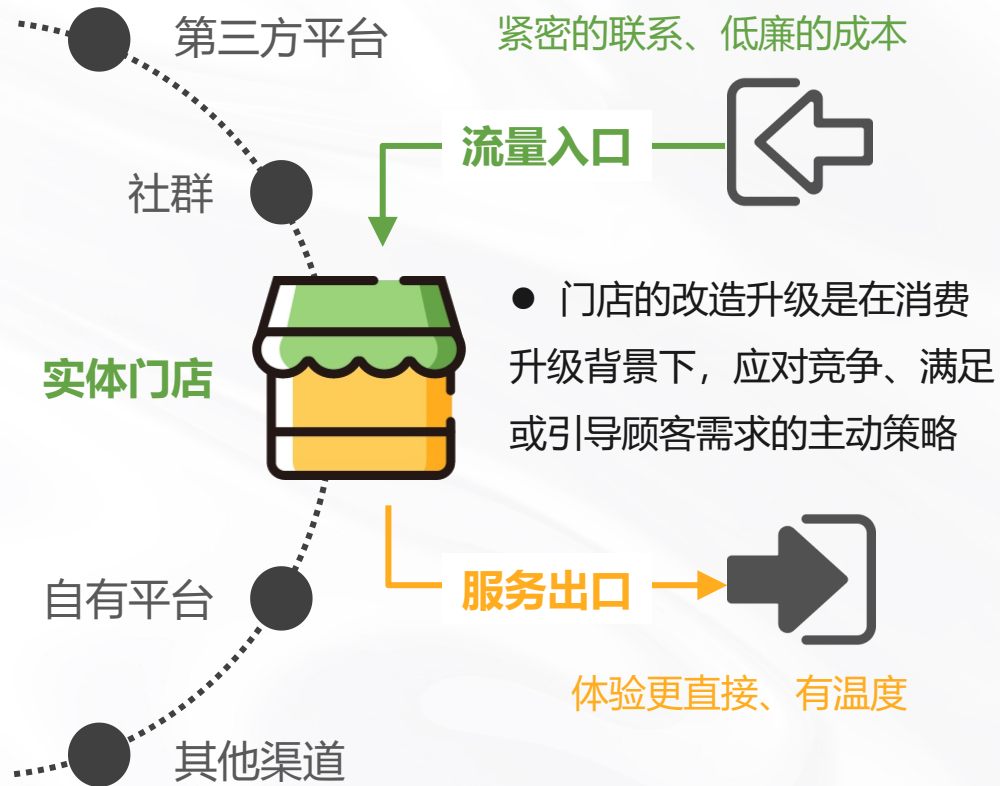 第三方平台
紧密的联系、低廉的成本
流量入口
社群
实体门店
● 门店的改造升级是在消费
升级背景下，应对竞争、满足
或引导顾客需求的主动策略
自有平台
服务出口
体验更直接、有温度
其他渠道